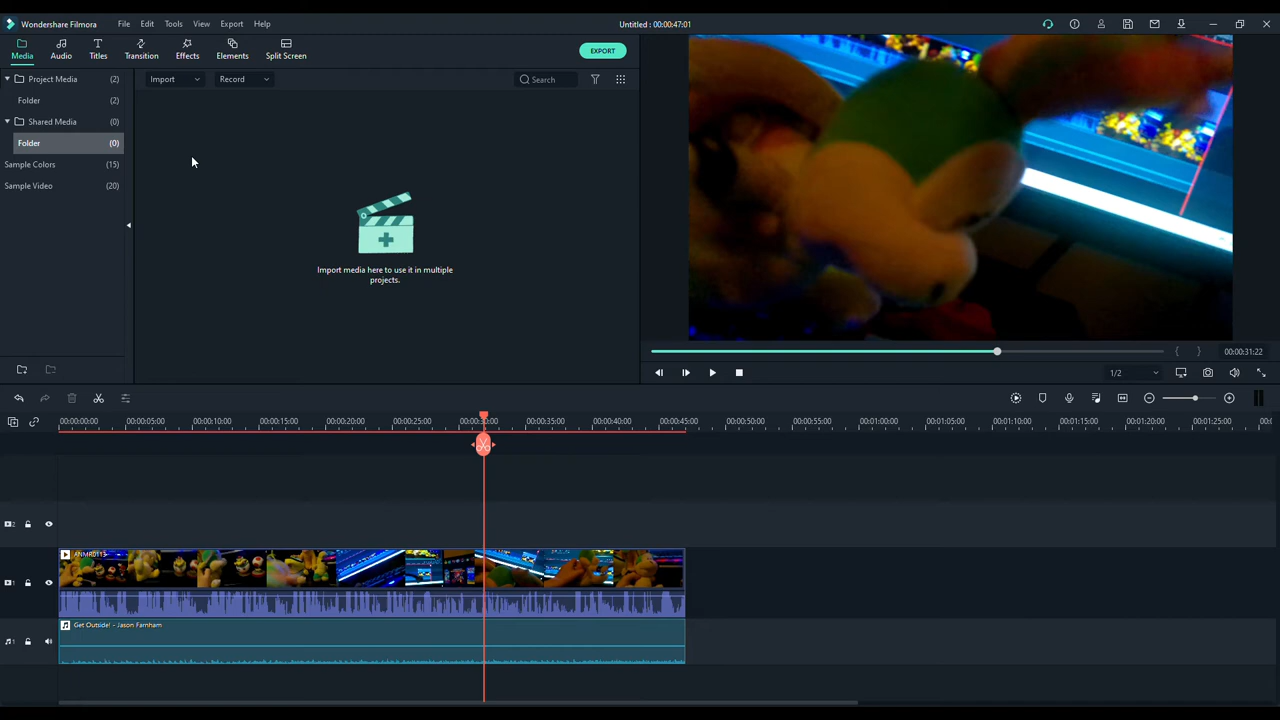 Wondershare Filmora File Edit Tools View Export Help Untitled : 00:00:47:01
Media Audio Titles Transition Effects Elements Split Screen EXPORT
Project Media (2) Import Record Search
Folder (2)
Shared Media (0)
Folder (0)
Sample Colors (15)
Sample Video (20)
Import media here to use it in multiple
projects.
00:00:31:22
1/2
00:00:00:00 00:00:05:00 00:00:10:00 00:00:15:00 00:00:20:00 00:00:25:00 00:00:30:00 00:00:35:00 00:00:40:00 00:00:45:00 00:00:50:00 00:00:55:00 00:01:00:00 00:01:05:00 00:01:10:00 00:01:15:00 00:01:20:00 00:01:25:00
2
ANMR0113
1
Get Outside! - Jason Farnham
1